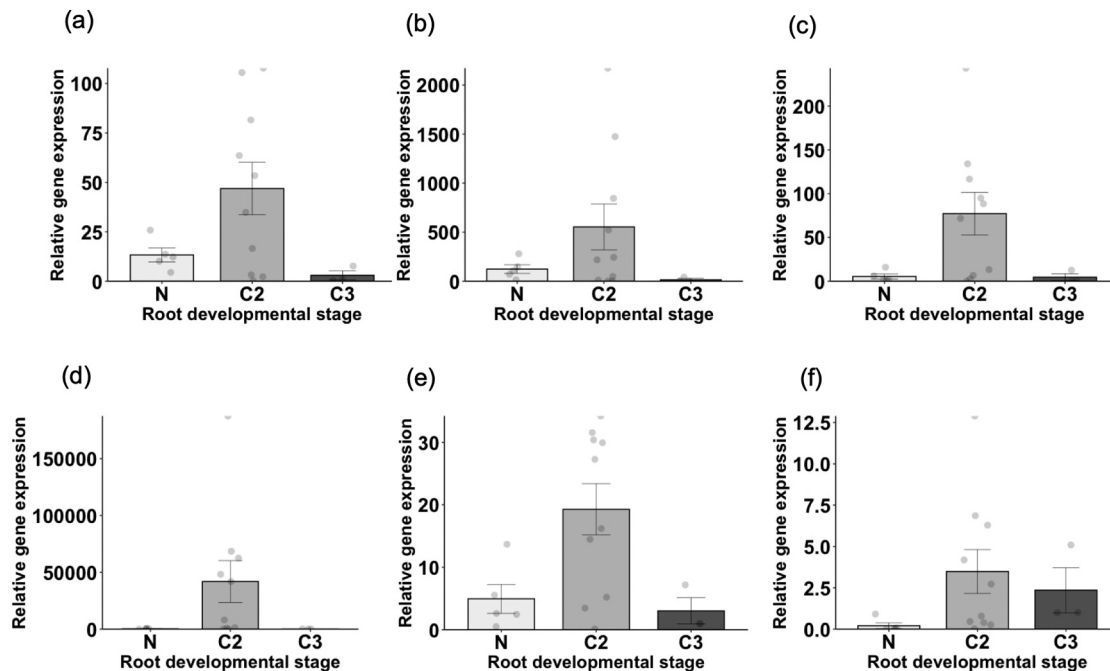 (a)
Relative gene expression
100
75
50
25
0
N C2 C3
Root developmental stage
(b)
Relative gene expression
2000
1500
1000
500
0
N C2 C3
Root developmental stage
(c)
Relative gene expression
200
150
100
50
0
N C2 C3
Root developmental stage
(d)
Relative gene expression
150000
100000
50000
0
N C2 C3
Root developmental stage
(e)
Relative gene expression
30
20
10
0
N C2 C3
Root developmental stage
(f)
Relative gene expression
12.5
10.0
7.5
5.0
2.5
0.0
N C2 C3
Root developmental stage